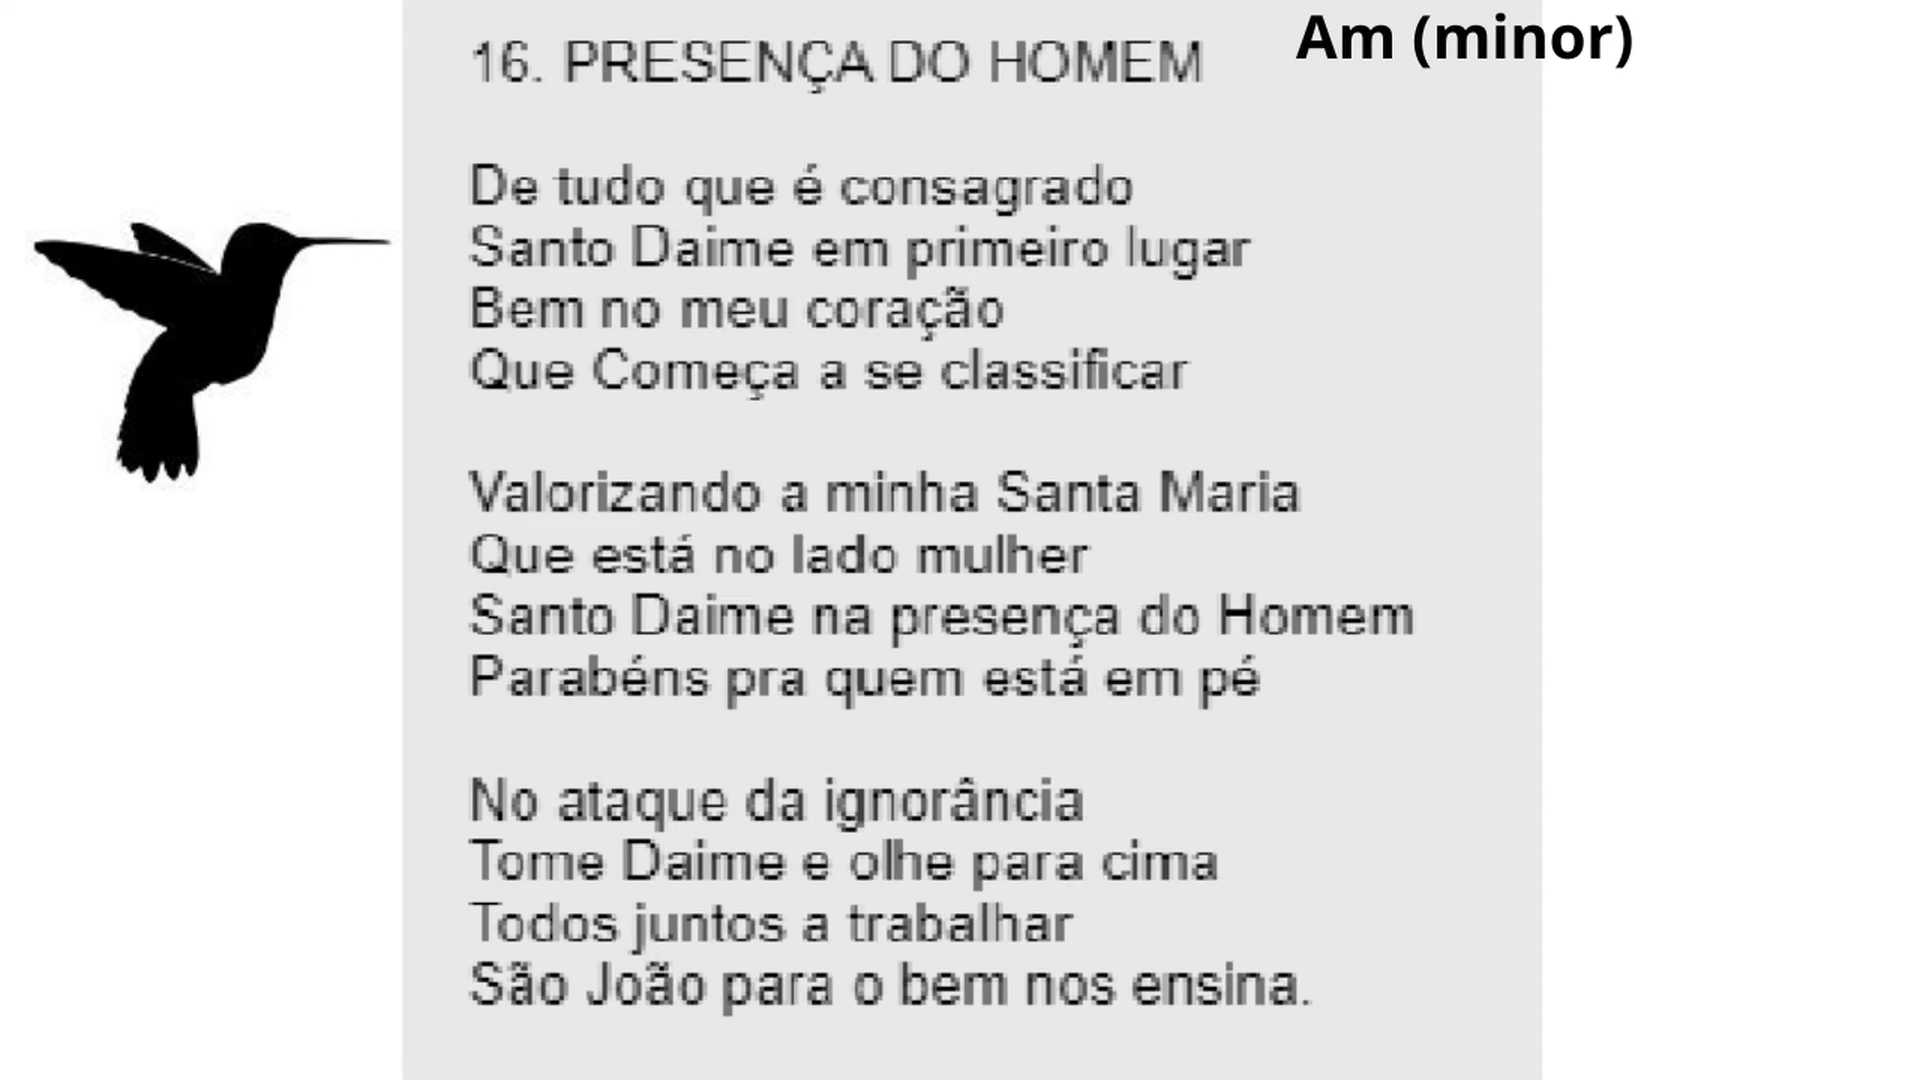 16. PRESENÇA DO HOMEM
Am (minor)
De tudo que é consagrado
Santo Daime em primeiro lugar
Bem no meu coração
Que Começa a se classificar
Valorizando a minha Santa Maria
Que está no lado mulher
Santo Daime na presença do Homem
Parabéns pra quem está em pé
No ataque da ignorância
Tome Daime e olhe para cima
Todos juntos a trabalhar
São João para o bem nos ensina.